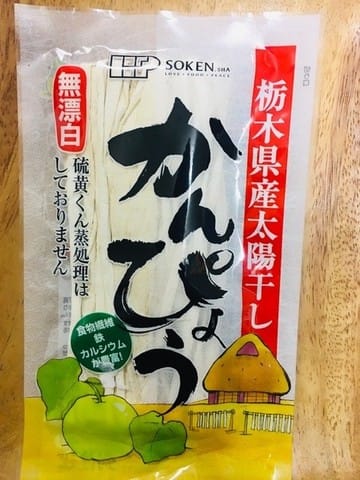 SOKEN SHA
LOVE・FOOD・PEACE
栃木県産太陽干し
かんぴょう
無漂白
硫黄くん蒸処理は
しておりません
食物繊維
鉄
カルシウム
が豊富!